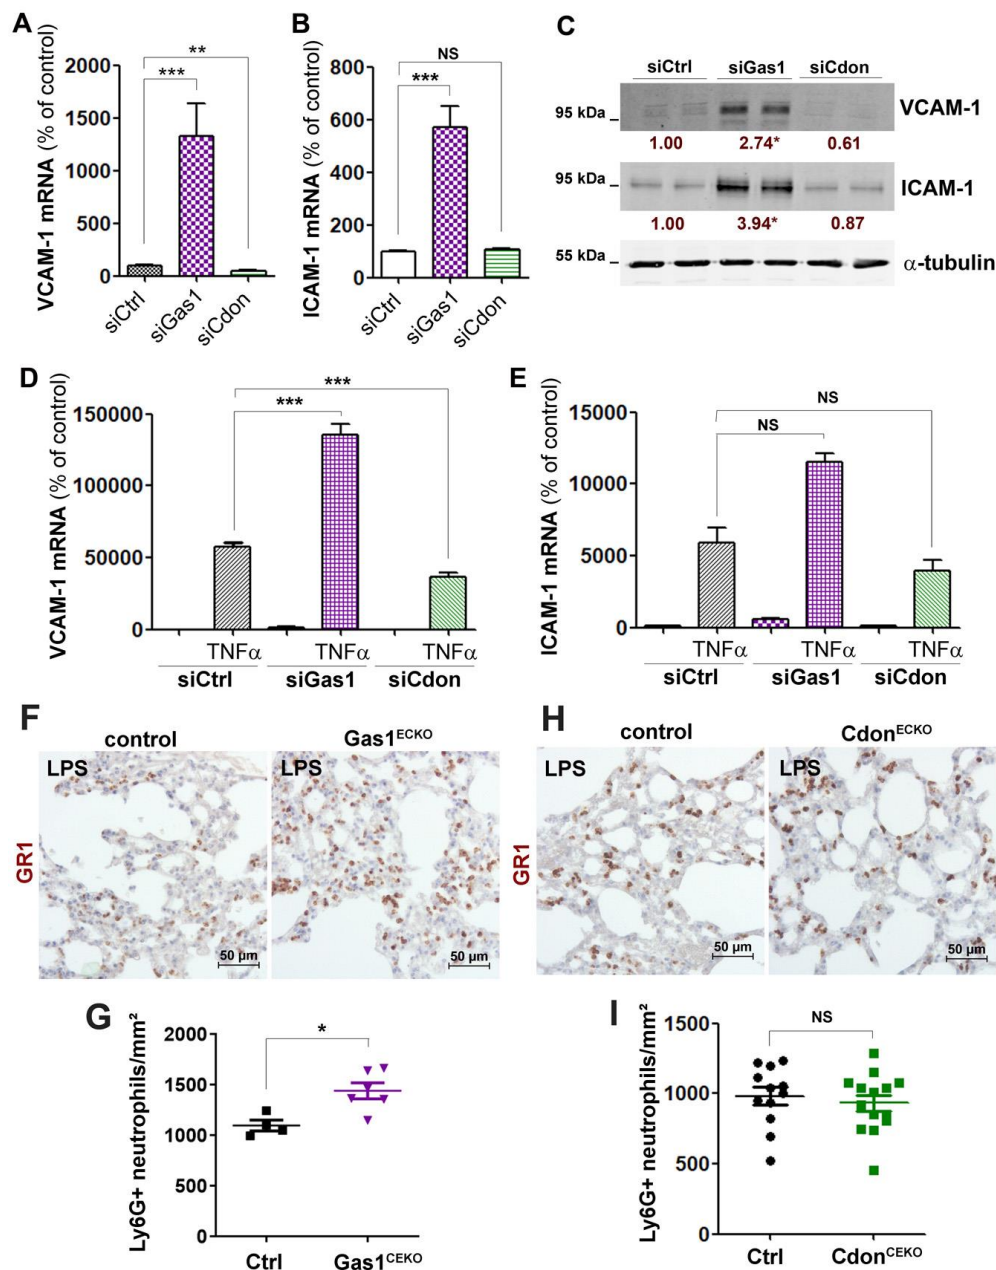 A
VCAM-1 mRNA (% of control)
2000
1500
1000
500
0
**
***
siCtrl
siGas1
siCdon
B
ICAM-1 mRNA (% of control)
800
600
400
200
0
NS
***
siCtrl
siGas1
siCdon
C
siCtrl siGas1 siCdon
95 kDa
VCAM-1
1.00 2.74* 0.61
95 kDa
ICAM-1
1.00 3.94* 0.87
55 kDa
α-tubulin
D
VCAM-1 mRNA (% of control)
150000
100000
50000
0
***
***
TNFα TNFα TNFα
siCtrl siGas1 siCdon
E
ICAM-1 mRNA (% of control)
15000
10000
5000
0
NS
NS
TNFα TNFα TNFα
siCtrl siGas1 siCdon
F
control Gas1ᴱᶜᴷᴼ
GR1
LPS LPS
50 µm 50 µm
H
control Cdonᴱᶜᴷᴼ
GR1
LPS LPS
50 µm 50 µm
G
Ly6G+ neutrophils/mm²
2000
1500
1000
500
0
*
Ctrl Gas1ᶜᴱᴷᴼ
I
Ly6G+ neutrophils/mm²
1500
1000
500
0
NS
Ctrl Cdonᶜᴱᴷᴼ